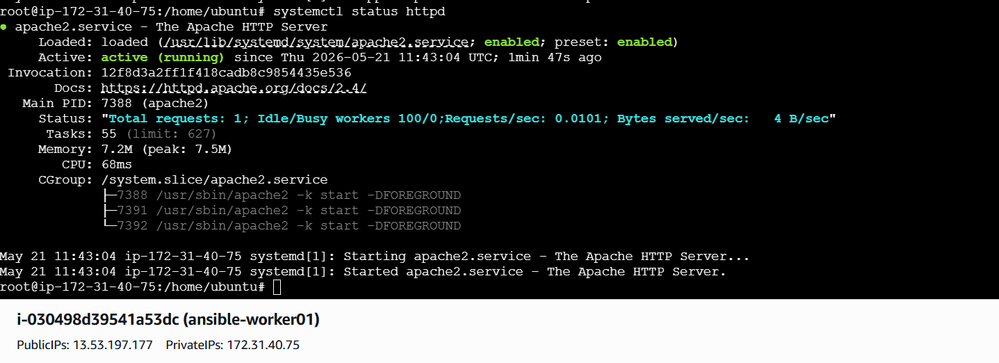 root@ip-172-31-40-75:/home/ubuntu# systemctl status httpd
● apache2.service - The Apache HTTP Server
Loaded: loaded (/usr/lib/systemd/system/apache2.service; enabled; preset: enabled)
Active: active (running) since Thu 2026-05-21 11:43:04 UTC; 1min 47s ago
Invocation: 12f8d3a2ff1f418cadb8c9854435e536
Docs: https://httpd.apache.org/docs/2.4/
Main PID: 7388 (apache2)
Status: "Total requests: 1; Idle/Busy workers 100/0;Requests/sec: 0.0101; Bytes served/sec:   4 B/sec"
Tasks: 55 (limit: 627)
Memory: 7.2M (peak: 7.5M)
CPU: 68ms
CGroup: /system.slice/apache2.service
├─7388 /usr/sbin/apache2 -k start -DFOREGROUND
├─7391 /usr/sbin/apache2 -k start -DFOREGROUND
└─7392 /usr/sbin/apache2 -k start -DFOREGROUND
May 21 11:43:04 ip-172-31-40-75 systemd[1]: Starting apache2.service - The Apache HTTP Server...
May 21 11:43:04 ip-172-31-40-75 systemd[1]: Started apache2.service - The Apache HTTP Server.
root@ip-172-31-40-75:/home/ubuntu#
i-030498d39541a53dc (ansible-worker01)
PublicIPs: 13.53.197.177 PrivateIPs: 172.31.40.75